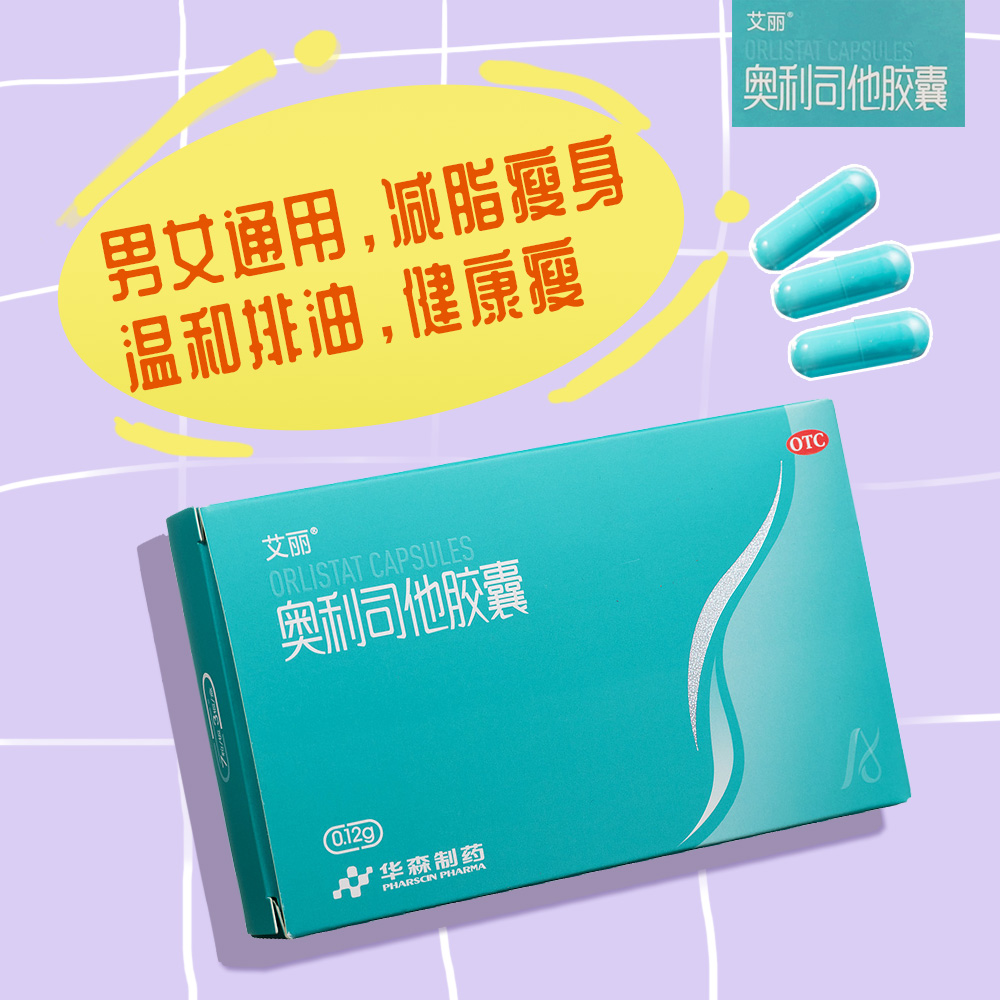 艾丽®
ORLISTAT CAPSULES
奥利司他胶囊
男女通用,减脂瘦身
温和排油,健康瘦
OTC
艾丽®
ORLISTAT CAPSULES
奥利司他胶囊
0.12g
华森制药
PHARSCIN PHARMA